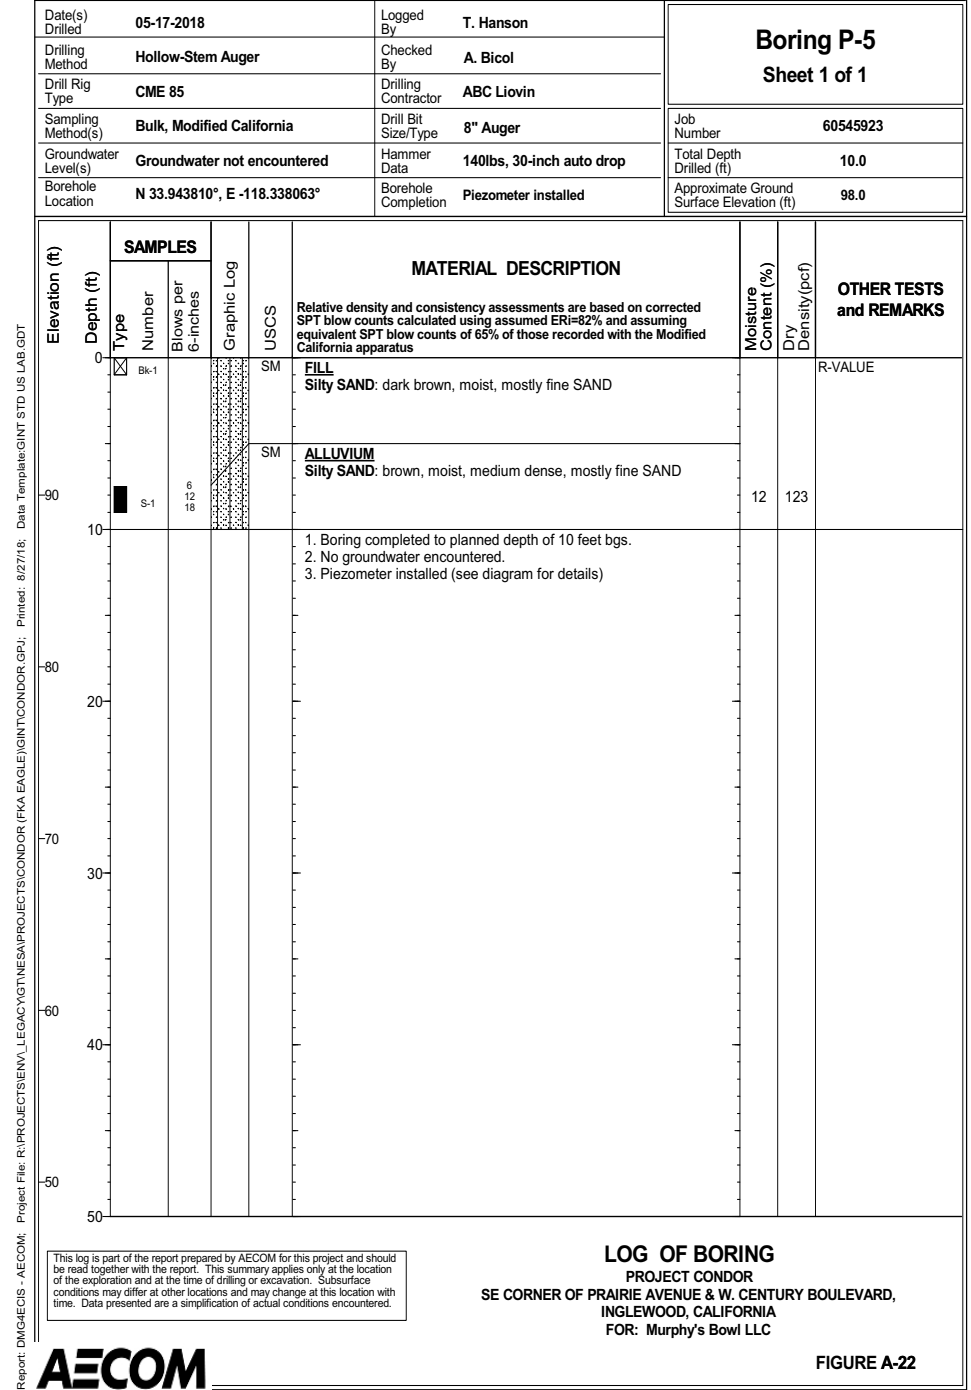 Date(s)
Drilled
05-17-2018
Logged
By
T. Hanson
Drilling
Method
Hollow-Stem Auger
Checked
By
A. Bicol
Drill Rig
Type
CME 85
Drilling
Contractor
ABC Liovin
Sampling
Method(s)
Bulk, Modified California
Drill Bit
Size/Type
8" Auger
Groundwater
Level(s)
Groundwater not encountered
Hammer
Data
140lbs, 30-inch auto drop
Borehole
Location
N 33.943810°, E -118.338063°
Borehole
Completion
Piezometer installed
Boring P-5
Sheet 1 of 1
Job
Number
60545923
Total Depth
Drilled (ft)
10.0
Approximate Ground
Surface Elevation (ft)
98.0
Elevation (ft)
Depth (ft)
SAMPLES
Type
Number
Blows per
6-inches
Graphic Log
USCS
MATERIAL DESCRIPTION
Relative density and consistency assessments are based on corrected
SPT blow counts calculated using assumed ERi=82% and assuming
equivalent SPT blow counts of 65% of those recorded with the Modified
California apparatus
Moisture
Content (%)
Dry
Density(pcf)
OTHER TESTS
and REMARKS
0
Bk-1
SM
FILL
Silty SAND: dark brown, moist, mostly fine SAND
R-VALUE
SM
ALLUVIUM
Silty SAND: brown, moist, medium dense, mostly fine SAND
90
S-1
6
12
18
12
123
10
1. Boring completed to planned depth of 10 feet bgs.
2. No groundwater encountered.
3. Piezometer installed (see diagram for details)
80
20
70
30
60
40
50
50
This log is part of the report prepared by AECOM for this project and should
be read together with the report. This summary applies only at the location
of the exploration and at the time of drilling or excavation. Subsurface
conditions may differ at other locations and may change at this location with
time. Data presented are a simplification of actual conditions encountered.
LOG OF BORING
PROJECT CONDOR
SE CORNER OF PRAIRIE AVENUE & W. CENTURY BOULEVARD,
INGLEWOOD, CALIFORNIA
FOR: Murphy's Bowl LLC
AECOM
FIGURE A-22
Report: DMG4ECIS - AECOM; Project File: R:\PROJECTS\ENV\_LEGACY\GT\NESA\PROJECTS\CONDOR (FKA EAGLE)\GINT\CONDOR.GPJ; Printed: 8/27/18; Data Template:GINT STD US LAB.GDT